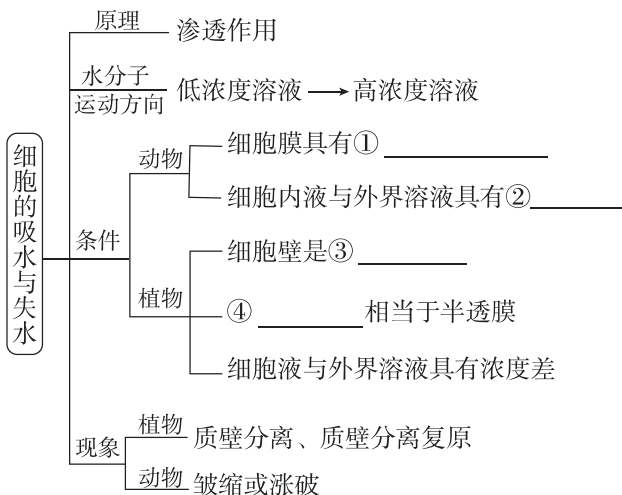 原理
渗透作用
水分子
运动方向
低浓度溶液→高浓度溶液
动物
细胞膜具有①
细胞内液与外界溶液具有②
细胞的吸水与失水
条件
细胞壁是③
植物
④ 相当于半透膜
细胞液与外界溶液具有浓度差
植物
质壁分离、质壁分离复原
现象
动物
皱缩或涨破